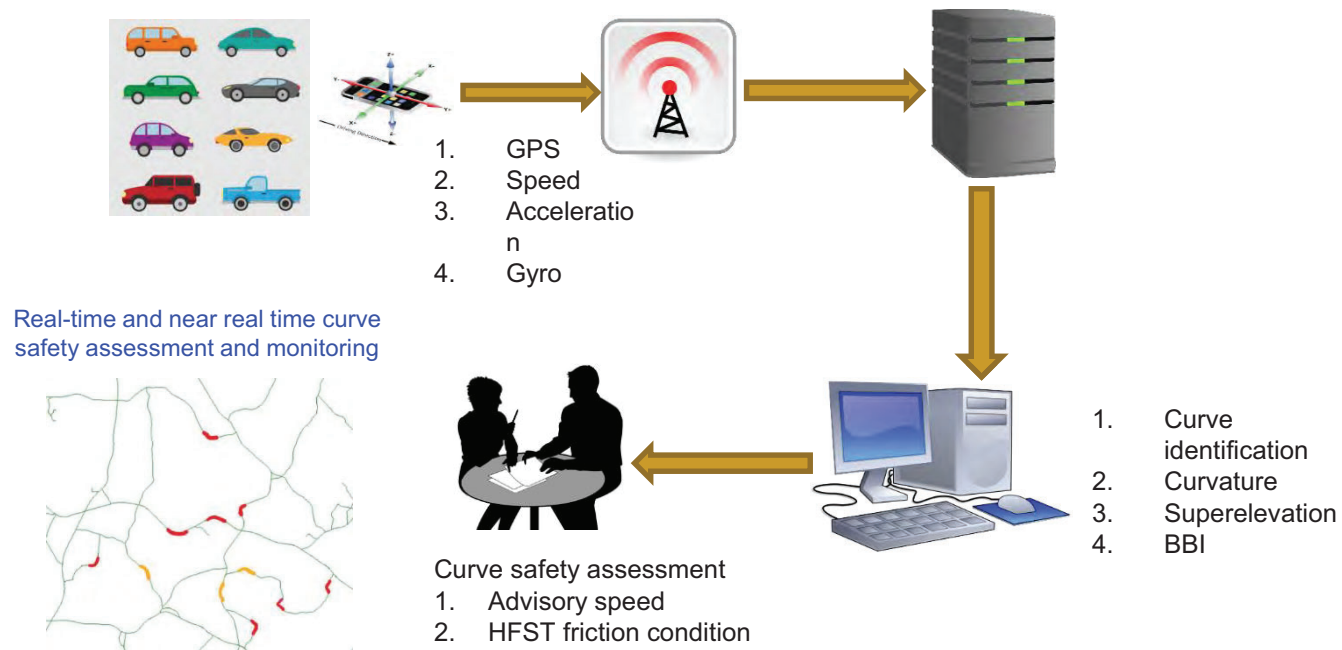 1. GPS
2. Speed
3. Acceleratio
n
4. Gyro
Driving Direction
Real-time and near real time curve
safety assessment and monitoring
1. Curve
identification
2. Curvature
3. Superelevation
4. BBI
Curve safety assessment
1. Advisory speed
2. HFST friction condition